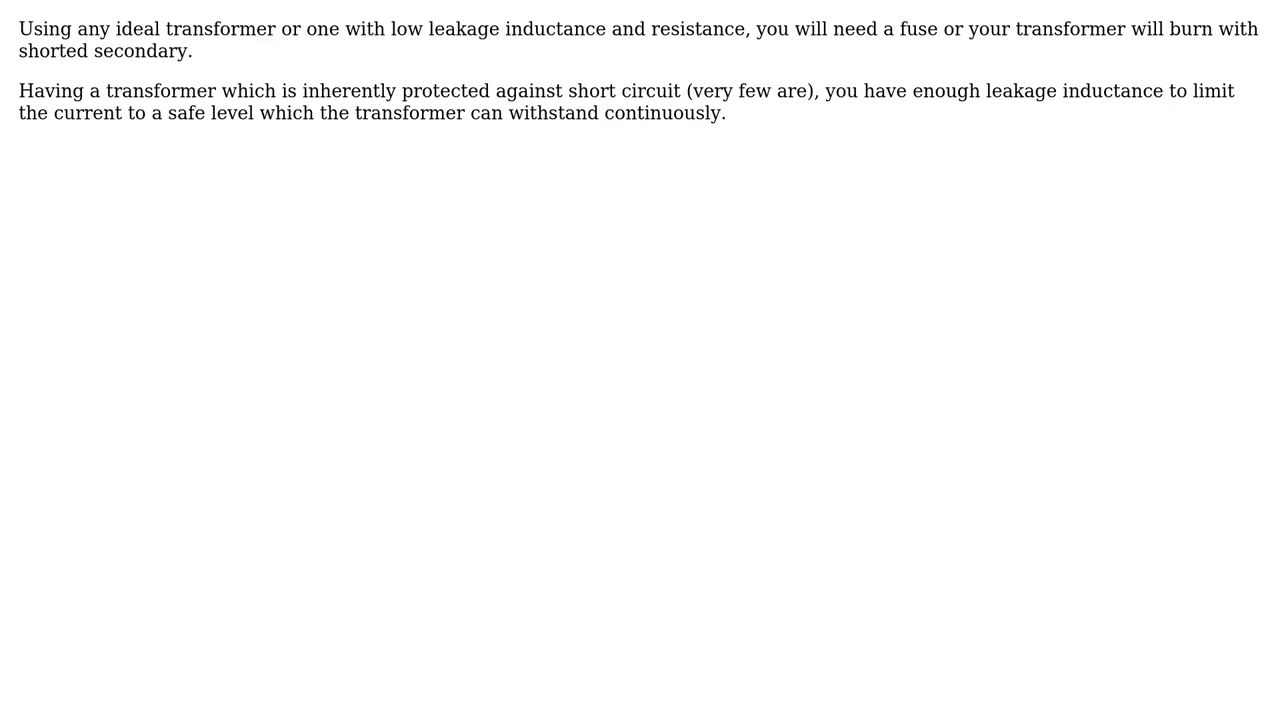 Using any ideal transformer or one with low leakage inductance and resistance, you will need a fuse or your transformer will burn with
shorted secondary.
Having a transformer which is inherently protected against short circuit (very few are), you have enough leakage inductance to limit
the current to a safe level which the transformer can withstand continuously.